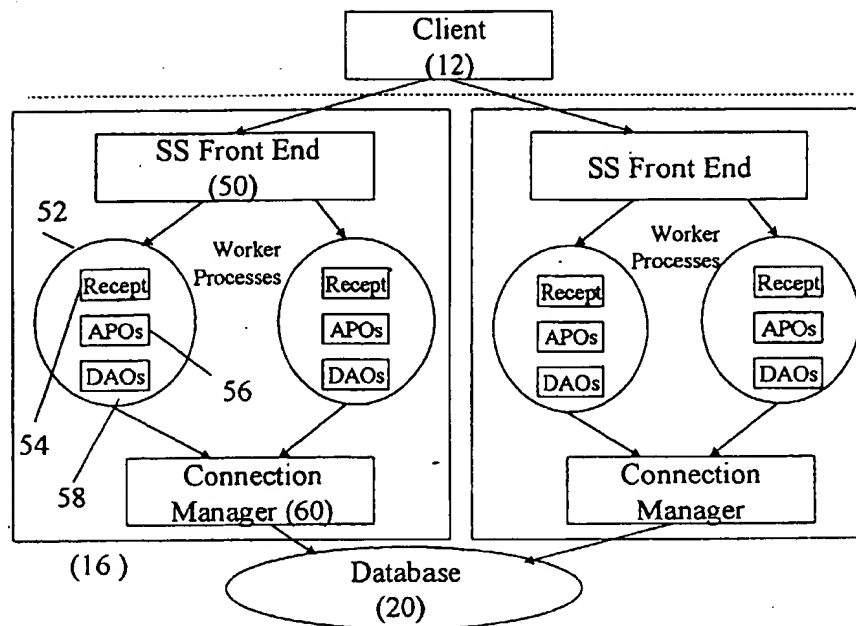 Client
(12)
SS Front End
(50)
SS Front End
52
Worker
Processes
Worker
Processes
Recept
APOs
DAOs
Recept
APOs
DAOs
Recept
APOs
DAOs
Recept
APOs
DAOs
54
56
58
Connection
Manager (60)
Connection
Manager
(16)
Database
(20)